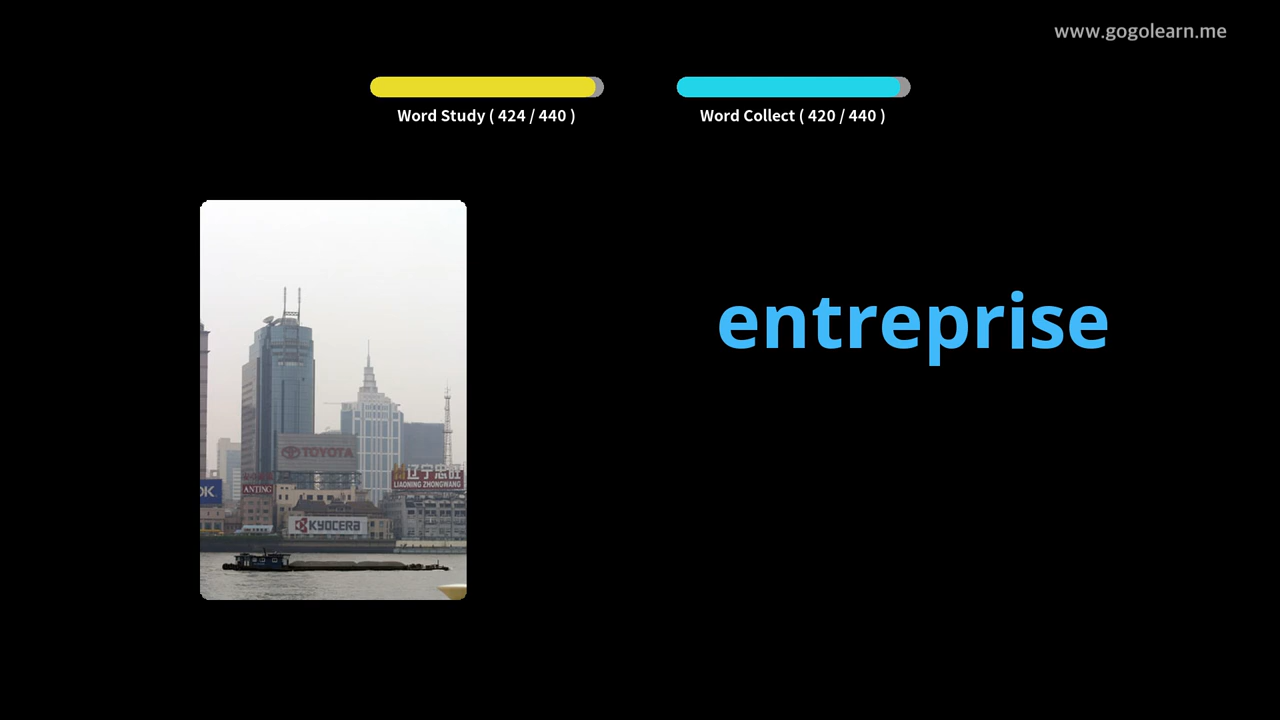 www.gogolearn.me
Word Study ( 424 / 440 )
Word Collect ( 420 / 440 )
entreprise
TOYOTA
辽宁忠旺
LIAONING ZHONGWANG
OK
ANTING
KYOCERA